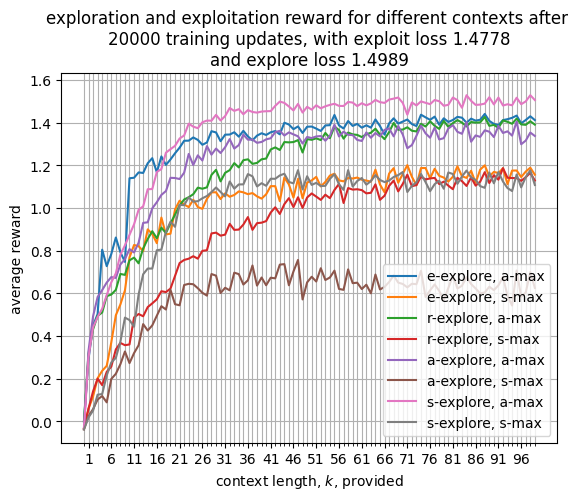 exploration and exploitation reward for different contexts after
20000 training updates, with exploit loss 1.4778
and explore loss 1.4989
1.6
1.4
1.2
1.0
0.8
0.6
0.4
0.2
0.0
average reward
e-explore, a-max
e-explore, s-max
r-explore, a-max
r-explore, s-max
a-explore, a-max
a-explore, s-max
s-explore, a-max
s-explore, s-max
1 6 11 16 21 26 31 36 41 46 51 56 61 66 71 76 81 86 91 96
context length, k, provided